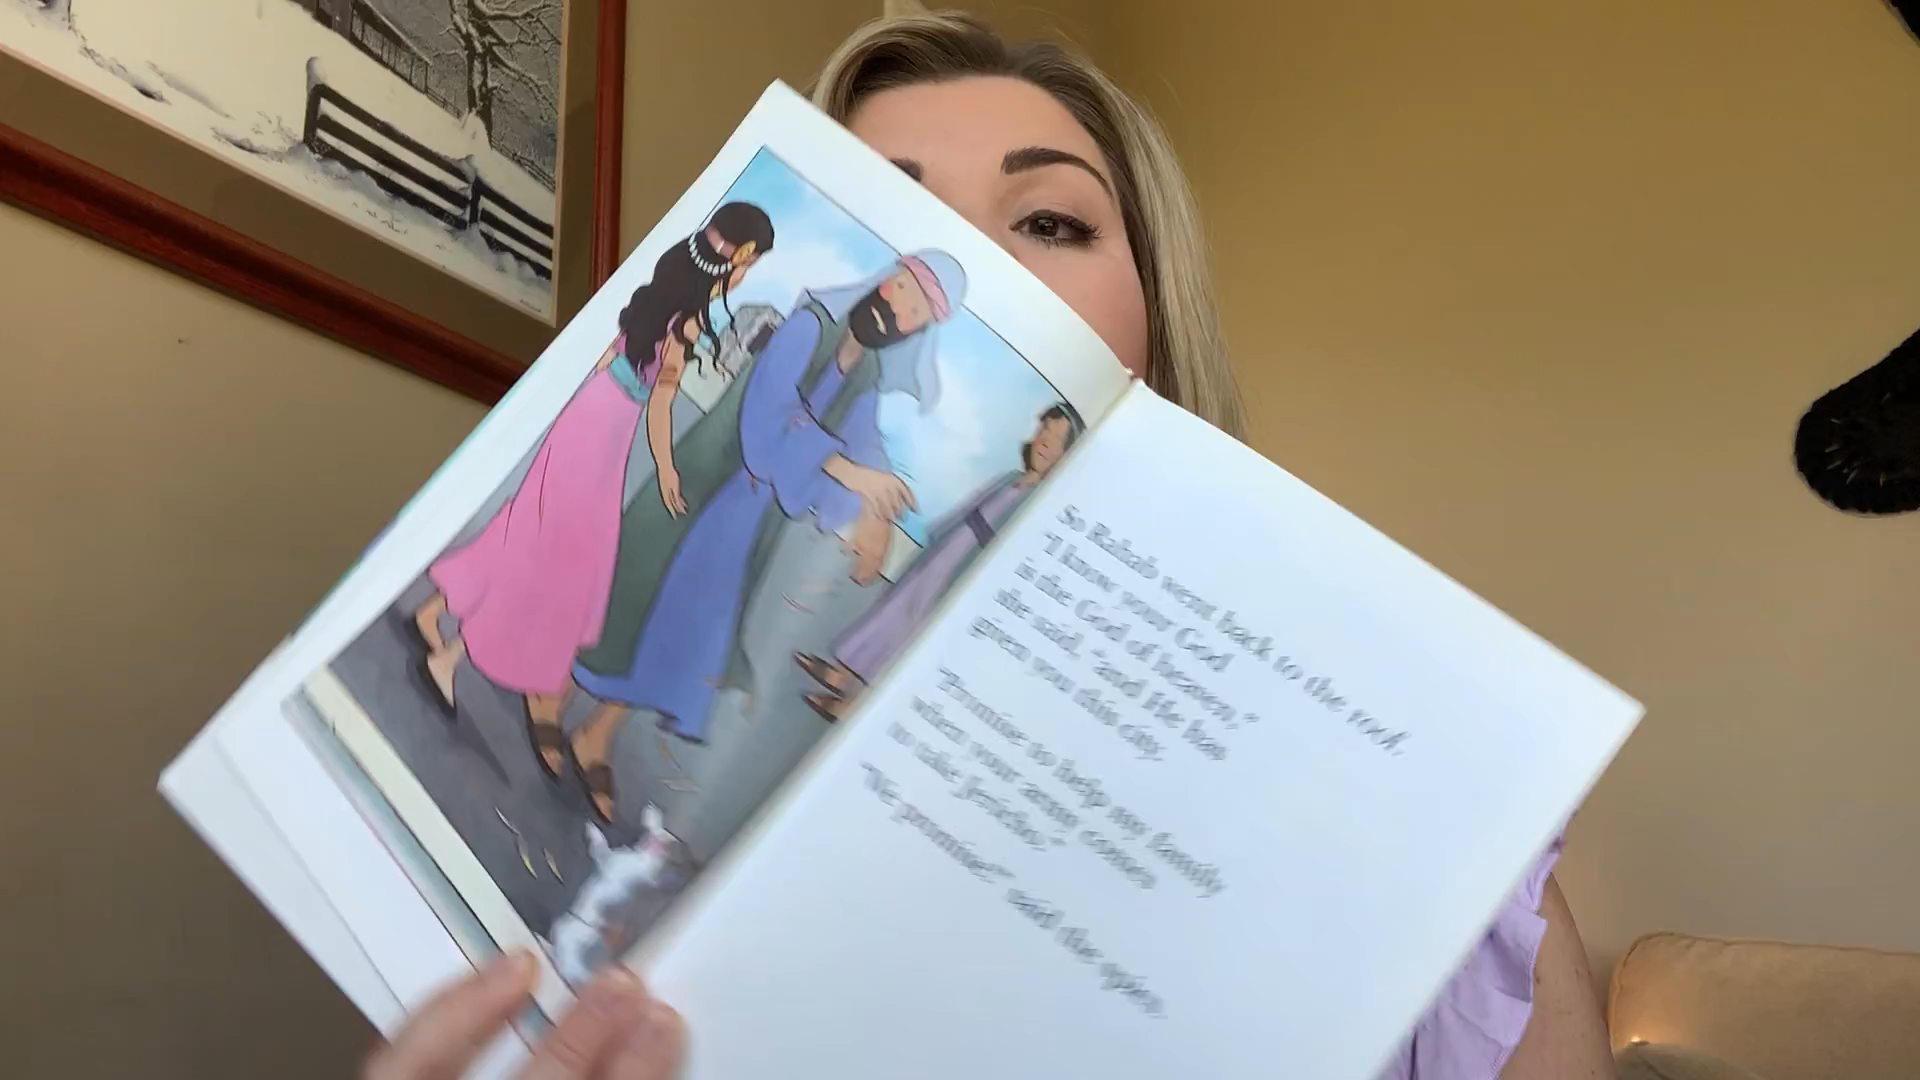 So Rahab went back to the roof,
"I know your God
is the God of heaven,"
she said, "and He has
given you this city.
"Promise to help my family
when your army comes
to take Jericho."
"We promise!" said the spies.